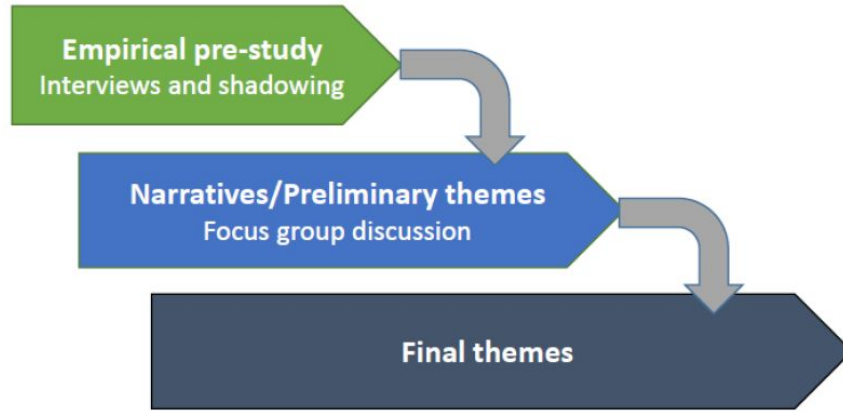 Empirical pre-study
Interviews and shadowing
Narratives/Preliminary themes
Focus group discussion
Final themes